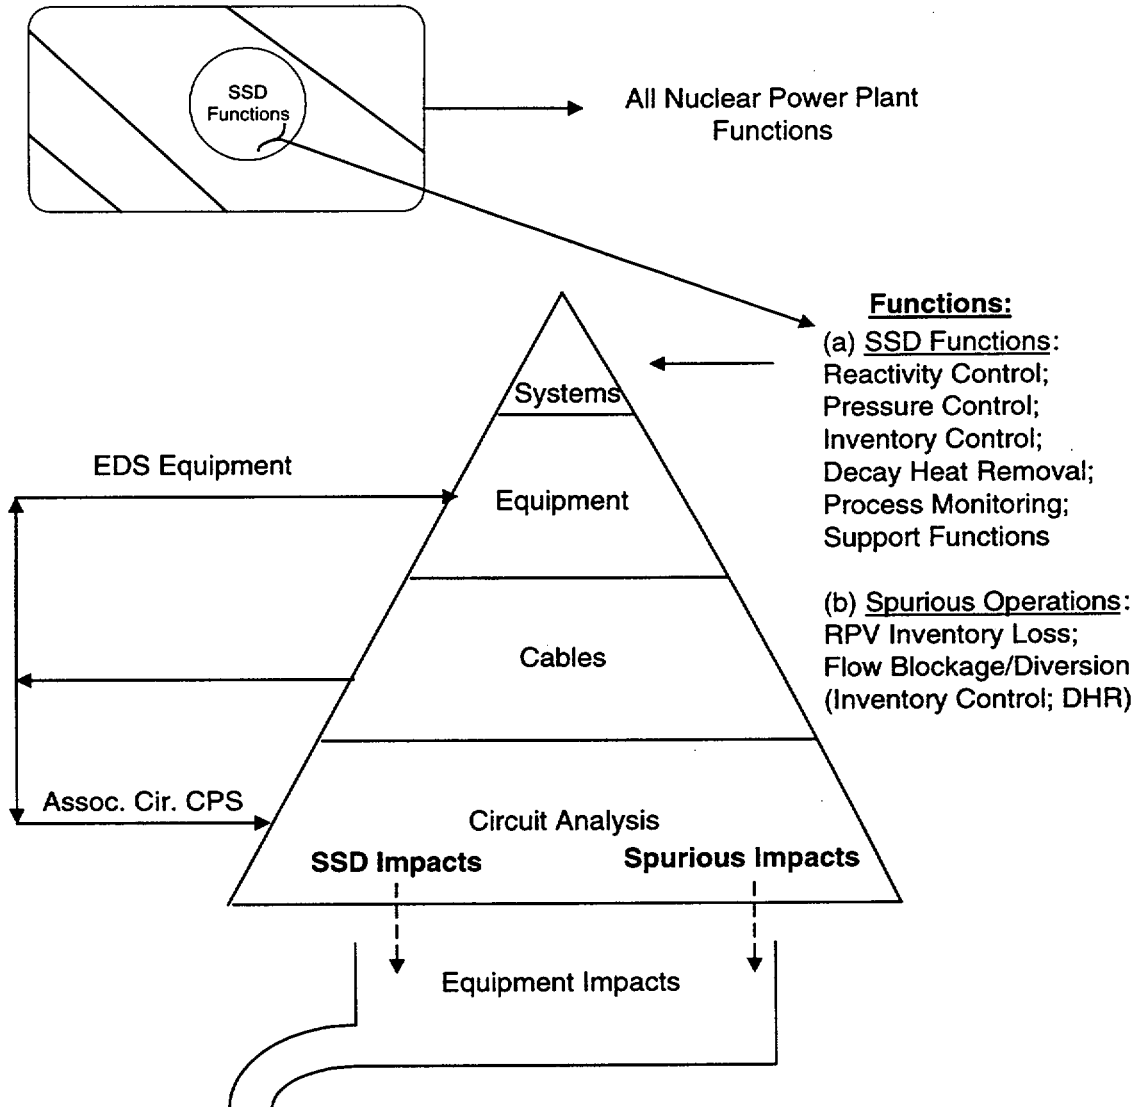 SSD
Functions
All Nuclear Power Plant
Functions
Functions:
(a) SSD Functions:
Reactivity Control;
Pressure Control;
Inventory Control;
Decay Heat Removal;
Process Monitoring;
Support Functions
(b) Spurious Operations:
RPV Inventory Loss;
Flow Blockage/Diversion
(Inventory Control; DHR)
Systems
EDS Equipment
Equipment
Cables
Assoc. Cir. CPS
Circuit Analysis
SSD Impacts
Spurious Impacts
Equipment Impacts